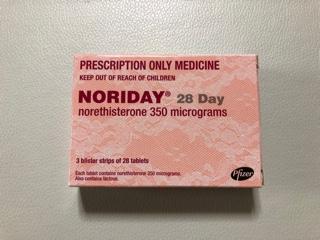 PRESCRIPTION ONLY MEDICINE
KEEP OUT OF REACH OF CHILDREN
NORIDAY® 28 Day
norethisterone 350 micrograms
3 blister strips of 28 tablets
Each tablet contains norethisterone 350 micrograms.
Also contains lactose.
Pfizer